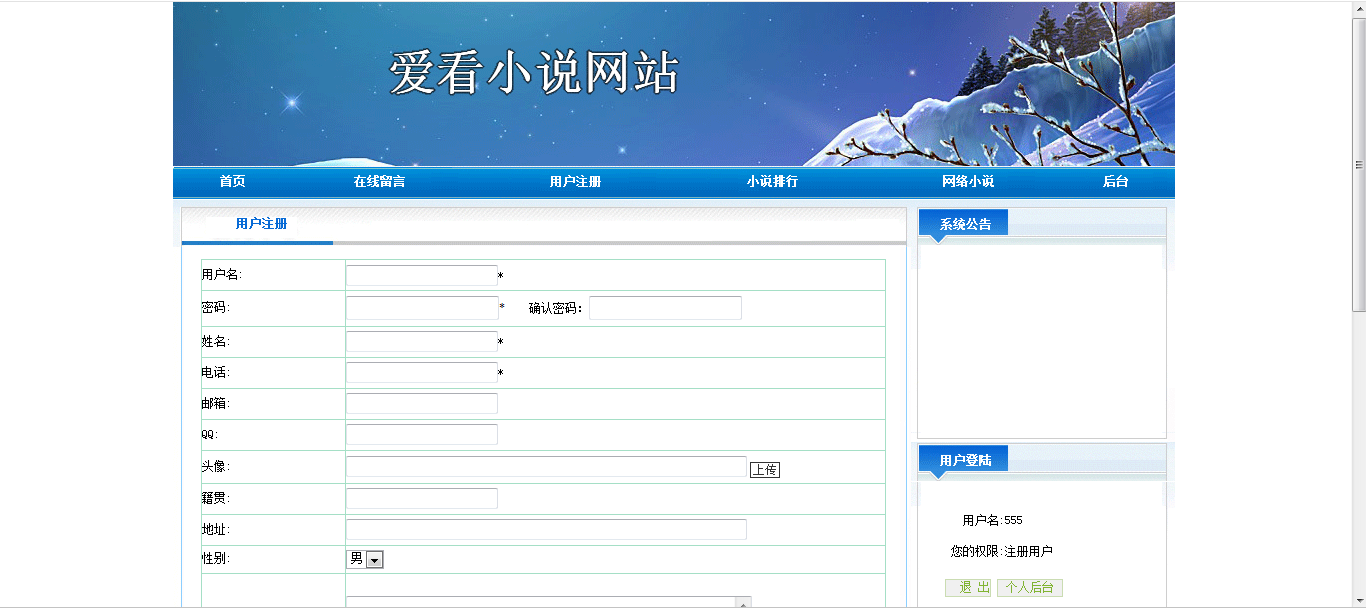 爱看小说网站
首页 在线留言 用户注册 小说排行 网络小说 后台
用户注册
用户名: *
密码: * 确认密码:
姓名: *
电话: *
邮箱:
QQ:
头像: 上传
籍贯:
地址:
性别: 男
系统公告
用户登陆
用户名:555
您的权限:注册用户
退 出 个人后台